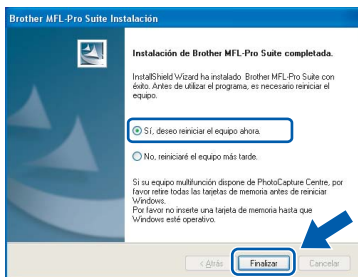 Brother MFL-Pro Suite Instalación
Instalación de Brother MFL-Pro Suite completada.
InstallShield Wizard ha instalado Brother MFL-Pro Suite con
éxito. Antes de utilizar el programa, es necesario reiniciar el
equipo.
Sí, deseo reiniciar el equipo ahora.
No, reiniciaré el equipo más tarde.
Si su equipo multifunción dispone de PhotoCapture Centre, por
favor retire todas las tarjetas de memoria antes de reiniciar
Windows.
Por favor no inserte una tarjeta de memoria hasta que
Windows esté operativo.
< Atrás Finalizar Cancelar